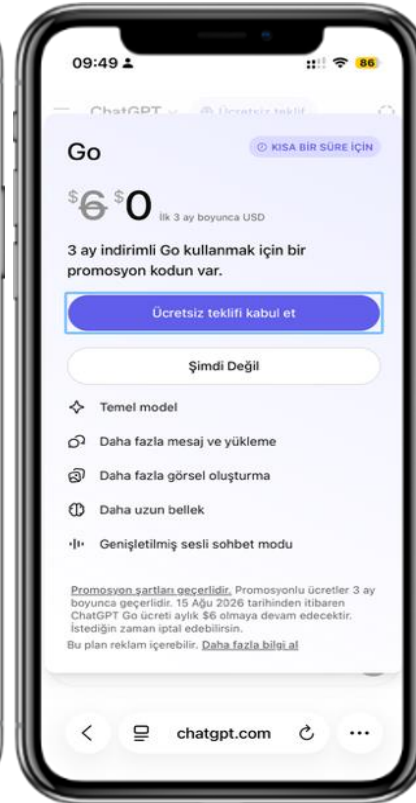 09:49
86
ChatGPT
Ücretsiz teklif
Go
KISA BİR SÜRE İÇİN
$6 $0 İlk 3 ay boyunca USD
3 ay indirimli Go kullanmak için bir
promosyon kodun var.
Ücretsiz teklifi kabul et
Şimdi Değil
Temel model
Daha fazla mesaj ve yükleme
Daha fazla görsel oluşturma
Daha uzun bellek
Genişletilmiş sesli sohbet modu
Promosyon şartları geçerlidir. Promosyonlu ücretler 3 ay
boyunca geçerlidir. 15 Ağu 2026 tarihinden itibaren
ChatGPT Go ücreti aylık $6 olmaya devam edecektir.
İstediğin zaman iptal edebilirsin.
Bu plan reklam içerebilir. Daha fazla bilgi al
chatgpt.com